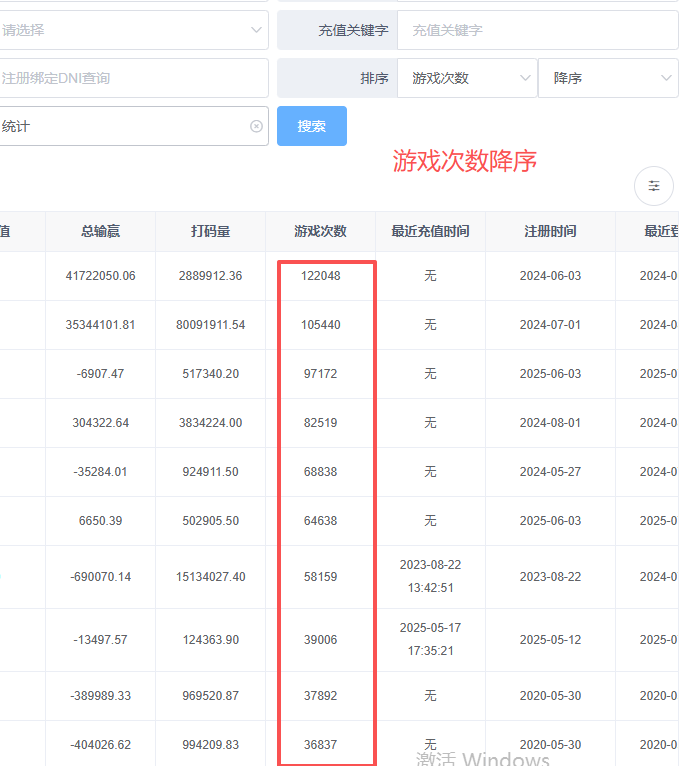 请选择 充值关键字 充值关键字
注册绑定DNI查询 排序 游戏次数 降序
统计 搜索
游戏次数降序
值 总输赢 打码量 游戏次数 最近充值时间 注册时间 最近登
41722050.06 2889912.36 122048 无 2024-06-03 2024-0
35344101.81 80091911.54 105440 无 2024-07-01 2024-0
-6907.47 517340.20 97172 无 2025-06-03 2025-0
304322.64 3834224.00 82519 无 2024-08-01 2024-0
-35284.01 924911.50 68838 无 2024-05-27 2024-0
6650.39 502905.50 64638 无 2025-06-03 2025-0
-690070.14 15134027.40 58159 2023-08-22 13:42:51 2023-08-22 2024-0
-13497.57 124363.90 39006 2025-05-17 17:35:21 2025-05-12 2025-0
-389989.33 969520.87 37892 无 2020-05-30 2020-0
-404026.62 994209.83 36837 无 2020-05-30 2020-0
激活 Windows